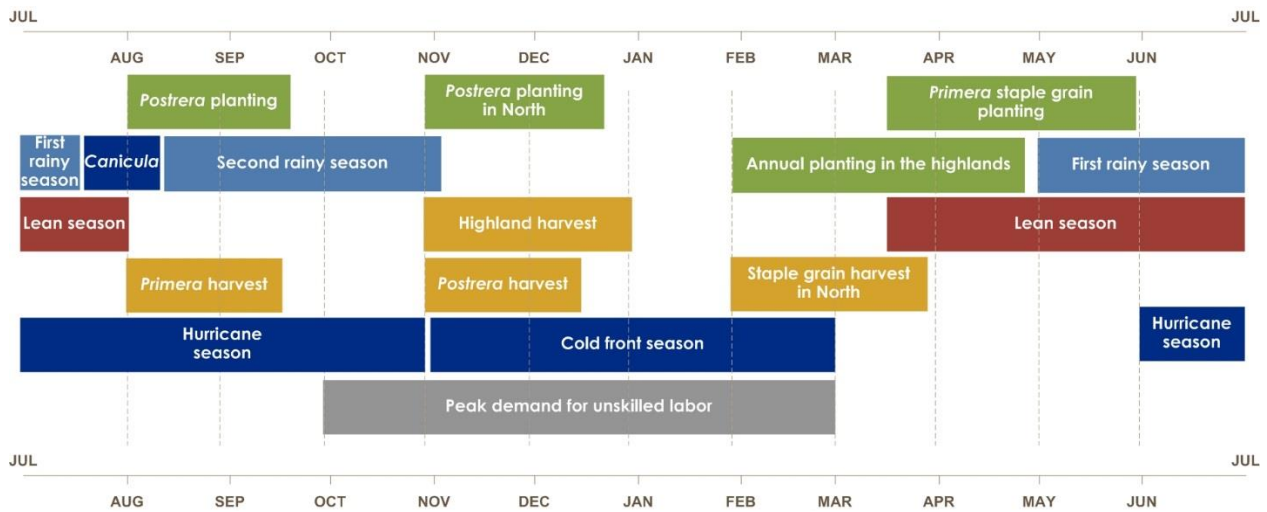 JUL JUL
AUG SEP OCT NOV DEC JAN FEB MAR APR MAY JUN
Postrera planting
Postrera planting
in North
Primera staple grain
planting
First
rainy
season
Canicula
Second rainy season
Annual planting in the highlands
First rainy season
Lean season
Highland harvest
Lean season
Primera harvest
Postrera harvest
Staple grain harvest
in North
Hurricane
season
Cold front season
Hurricane
season
Peak demand for unskilled labor
JUL JUL
AUG SEP OCT NOV DEC JAN FEB MAR APR MAY JUN